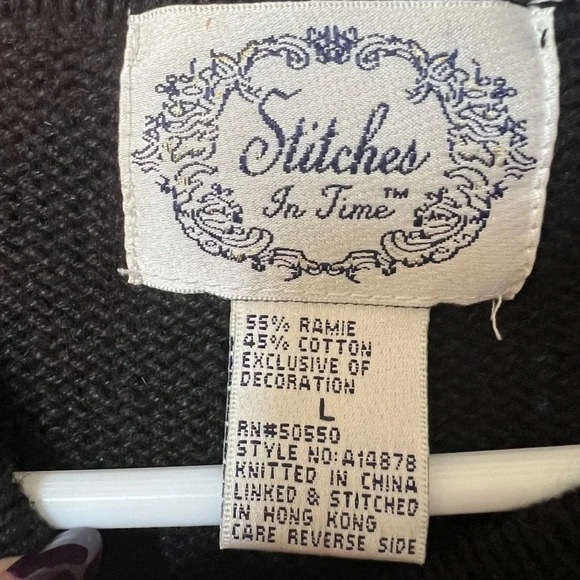 Stitches
In Time™
55% RAMIE
45% COTTON
EXCLUSIVE OF
DECORATION
L
RN#50550
STYLE NO:A14878
KNITTED IN CHINA
LINKED & STITCHED
IN HONG KONG
CARE REVERSE SIDE